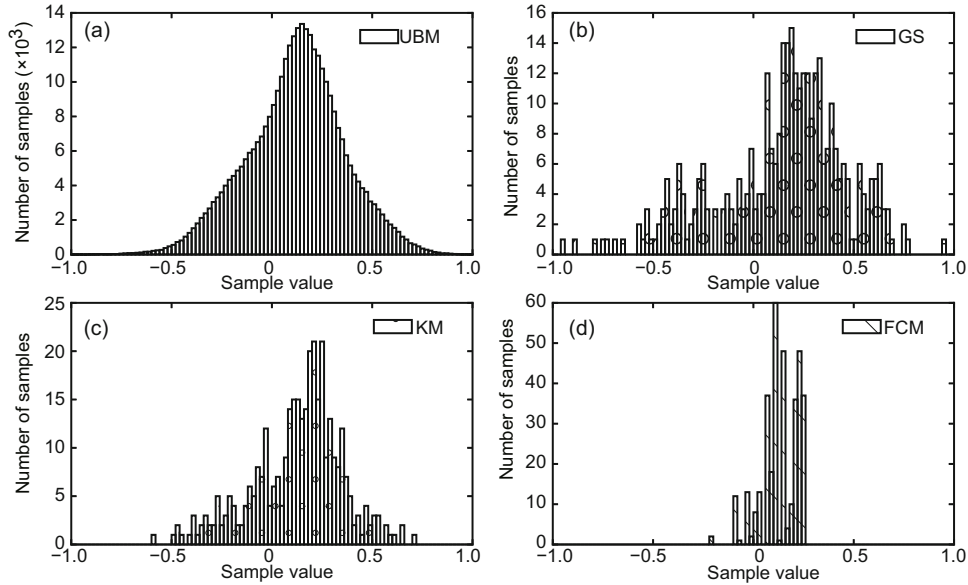 (a)
UBM
Number of samples (×10³)
14
12
10
8
6
4
2
0
−1.0 −0.5 0 0.5 1.0
Sample value
(b)
GS
Number of samples
16
14
12
10
8
6
4
2
0
−1.0 −0.5 0 0.5 1.0
Sample value
(c)
KM
Number of samples
25
20
15
10
5
0
−1.0 −0.5 0 0.5 1.0
Sample value
(d)
FCM
Number of samples
60
50
40
30
20
10
0
−1.0 −0.5 0 0.5 1.0
Sample value